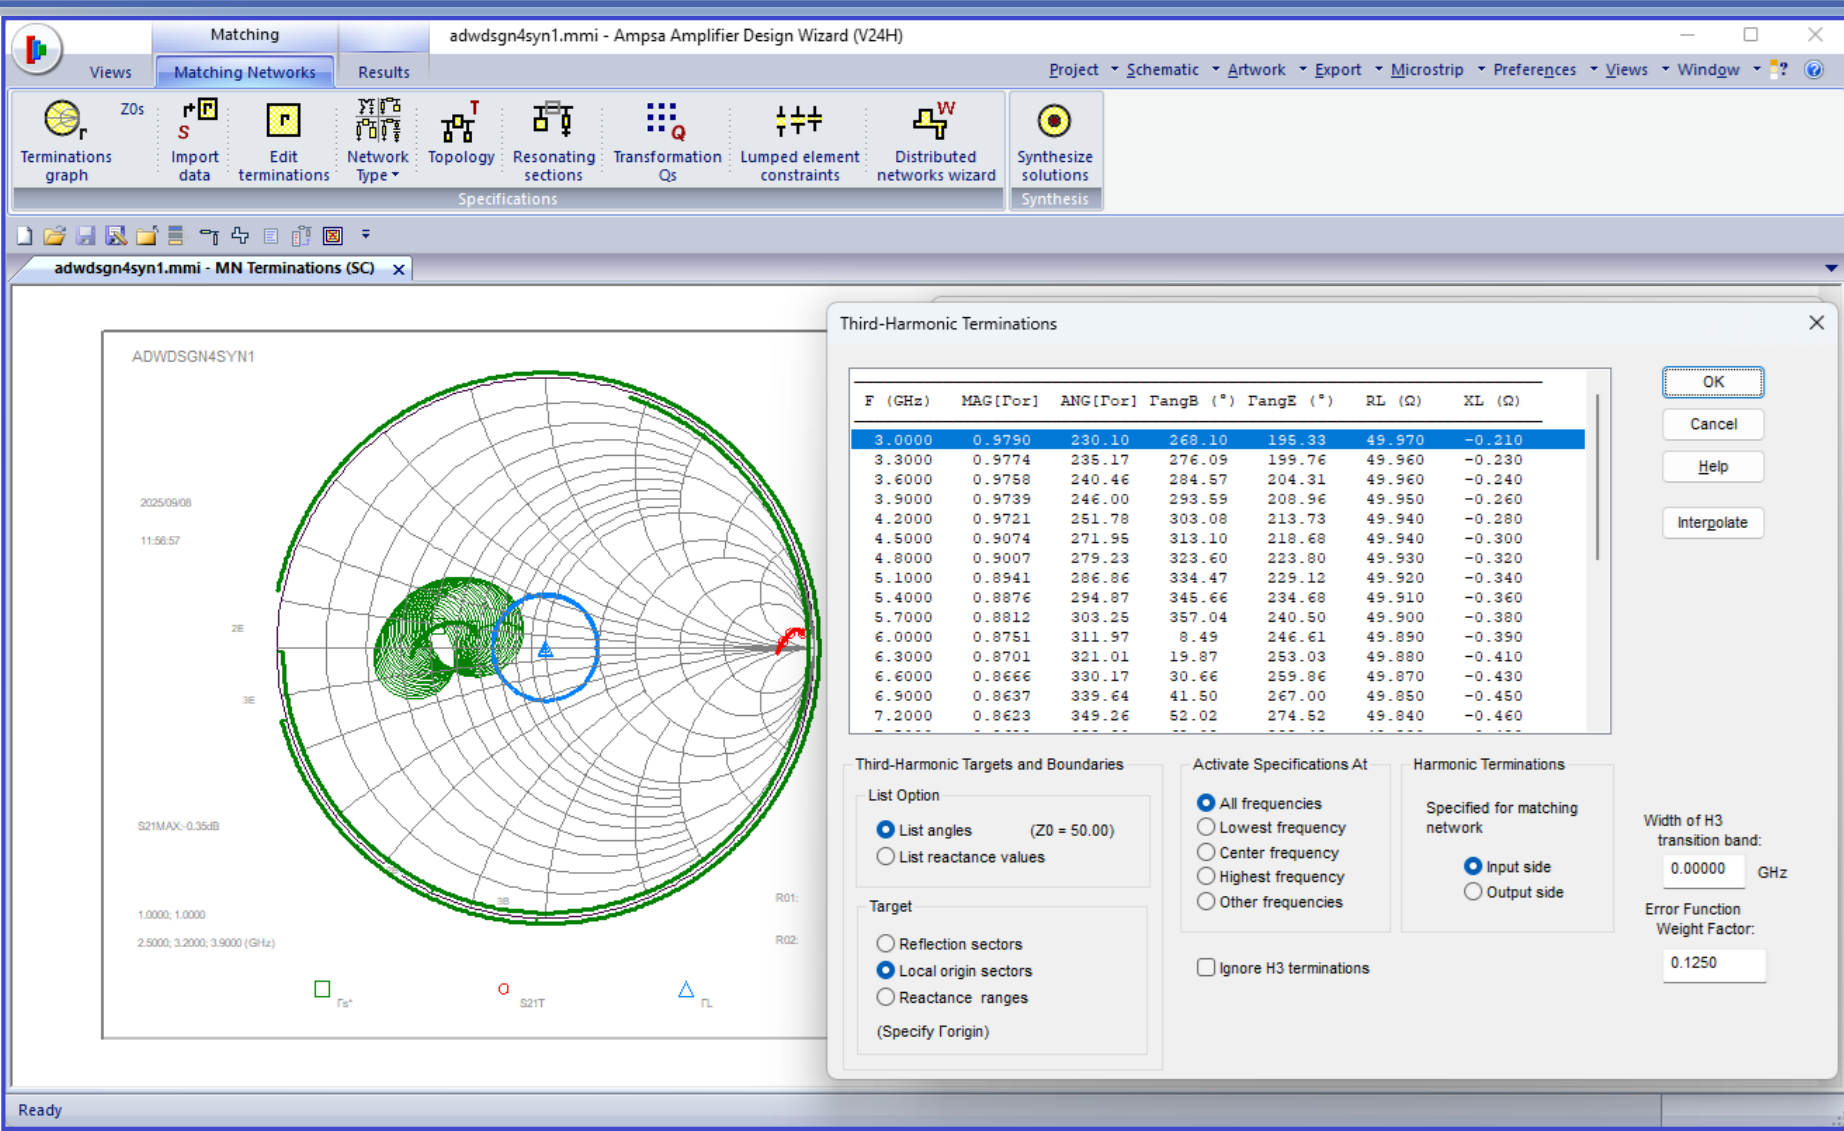 Matching
adwdsgn4syn1.mmi - Ampsa Amplifier Design Wizard (V24H)
Views
Matching Networks
Results
Project
Schematic
Artwork
Export
Microstrip
Preferences
Views
Window
?
Terminations graph
Z0s
Import data
Edit terminations
Network Type
Topology
Resonating sections
Transformation Qs
Lumped element constraints
Distributed networks wizard
Synthesize solutions
Specifications
Synthesis
adwdsgn4syn1.mmi - MN Terminations (SC)
ADWDSGN4SYN1
2025/09/08
11:56:57
2E
3E
3B
S21MAX:-0.35dB
1.0000; 1.0000
2.5000; 3.2000; 3.9000 (GHz)
R01:
R02:
Γs*
S21T
ΓL
Third-Harmonic Terminations
F (GHz) MAG[Γor] ANG[Γor] ΓangB (°) ΓangE (°) RL (Ω) XL (Ω)
3.0000 0.9790 230.10 268.10 195.33 49.970 -0.210
3.3000 0.9774 235.17 276.09 199.76 49.960 -0.230
3.6000 0.9758 240.46 284.57 204.31 49.960 -0.240
3.9000 0.9739 246.00 293.59 208.96 49.950 -0.260
4.2000 0.9721 251.78 303.08 213.73 49.940 -0.280
4.5000 0.9074 271.95 313.10 218.68 49.940 -0.300
4.8000 0.9007 279.23 323.60 223.80 49.930 -0.320
5.1000 0.8941 286.86 334.47 229.12 49.920 -0.340
5.4000 0.8876 294.87 345.66 234.68 49.910 -0.360
5.7000 0.8812 303.25 357.04 240.50 49.900 -0.380
6.0000 0.8751 311.97 8.49 246.61 49.890 -0.390
6.3000 0.8701 321.01 19.87 253.03 49.880 -0.410
6.6000 0.8666 330.17 30.66 259.86 49.870 -0.430
6.9000 0.8637 339.64 41.50 267.00 49.850 -0.450
7.2000 0.8623 349.26 52.02 274.52 49.840 -0.460
OK
Cancel
Help
Interpolate
Third-Harmonic Targets and Boundaries
List Option
List angles (Z0 = 50.00)
List reactance values
Target
Reflection sectors
Local origin sectors
Reactance ranges
(Specify Γorigin)
Activate Specifications At
All frequencies
Lowest frequency
Center frequency
Highest frequency
Other frequencies
Ignore H3 terminations
Harmonic Terminations
Specified for matching
network
Input side
Output side
Width of H3
transition band:
0.00000 GHz
Error Function
Weight Factor:
0.1250
Ready